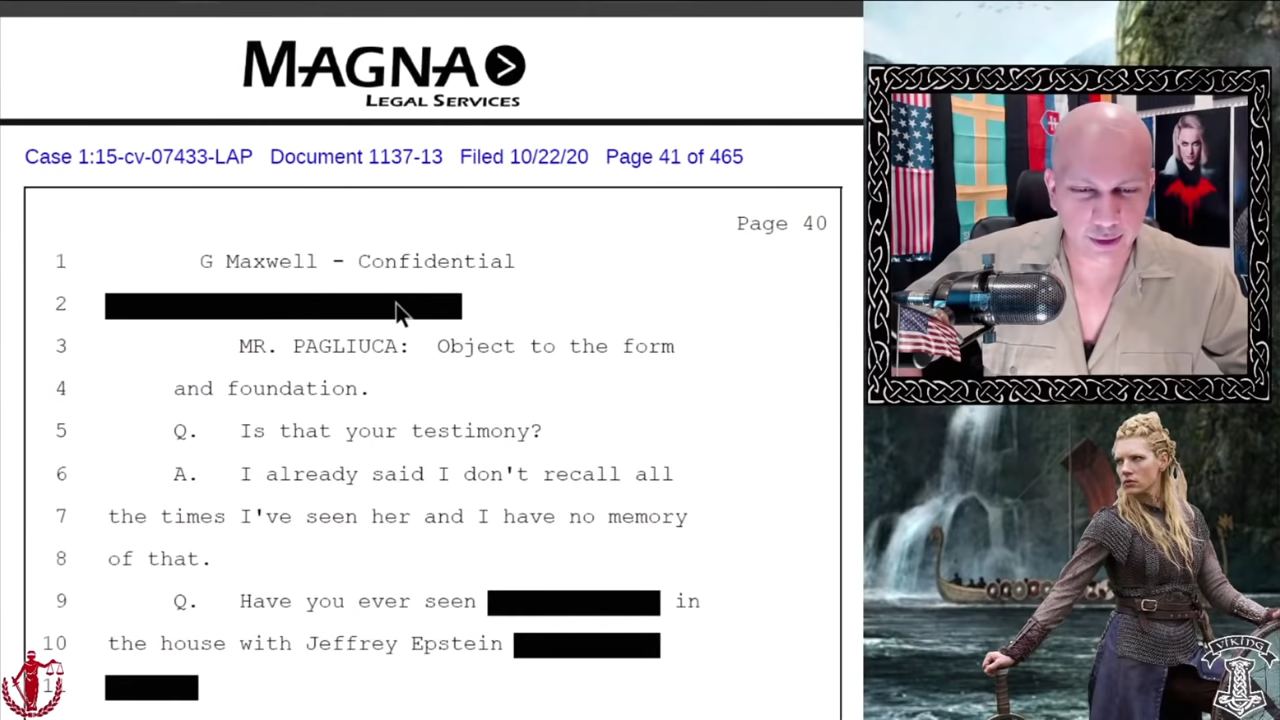 MAGNA
LEGAL SERVICES
Case 1:15-cv-07433-LAP Document 1137-13 Filed 10/22/20 Page 41 of 465
Page 40
1 G Maxwell - Confidential
2
3 MR. PAGLIUCA: Object to the form
4 and foundation.
5 Q. Is that your testimony?
6 A. I already said I don't recall all
7 the times I've seen her and I have no memory
8 of that.
9 Q. Have you ever seen in
10 the house with Jeffrey Epstein
11
VIKING